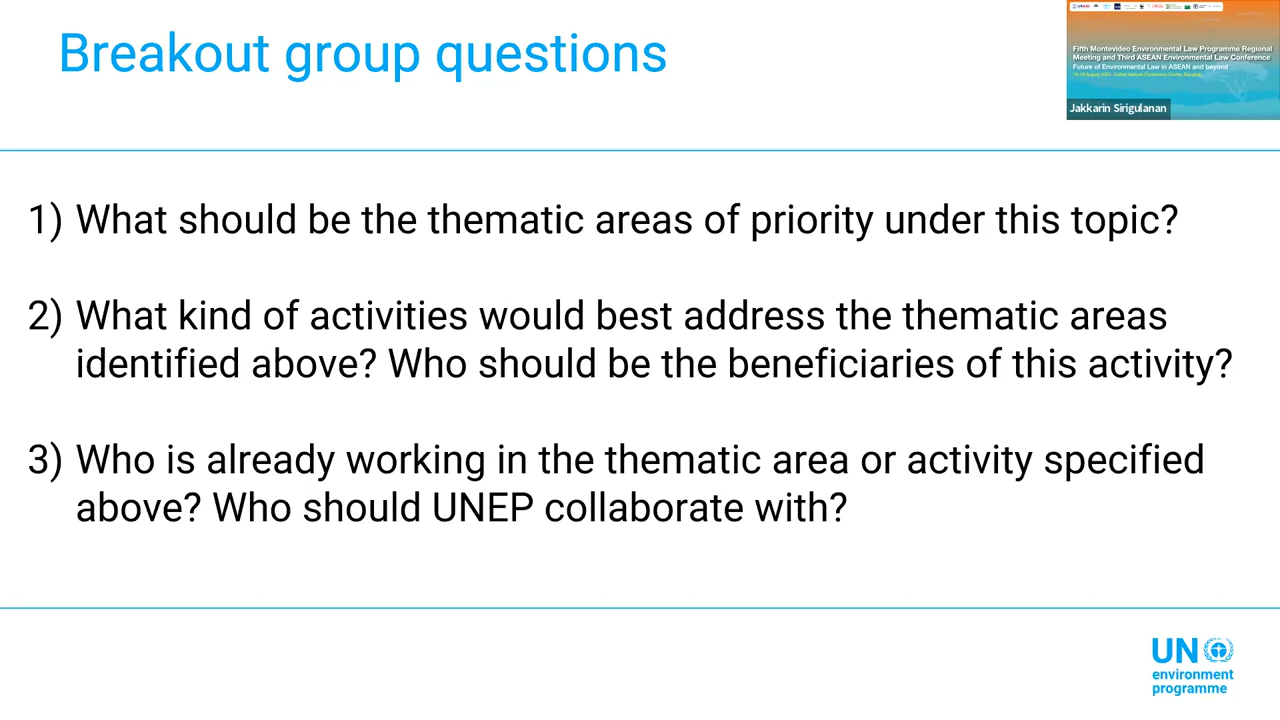 Breakout group questions
USAID
Fifth Montevideo Environmental Law Programme Regional
Meeting and Third ASEAN Environmental Law Conference
Future of Environmental Law in ASEAN and beyond
Jakkarin Sirigulanan
1) What should be the thematic areas of priority under this topic?
2) What kind of activities would best address the thematic areas
identified above? Who should be the beneficiaries of this activity?
3) Who is already working in the thematic area or activity specified
above? Who should UNEP collaborate with?
UN
environment
programme